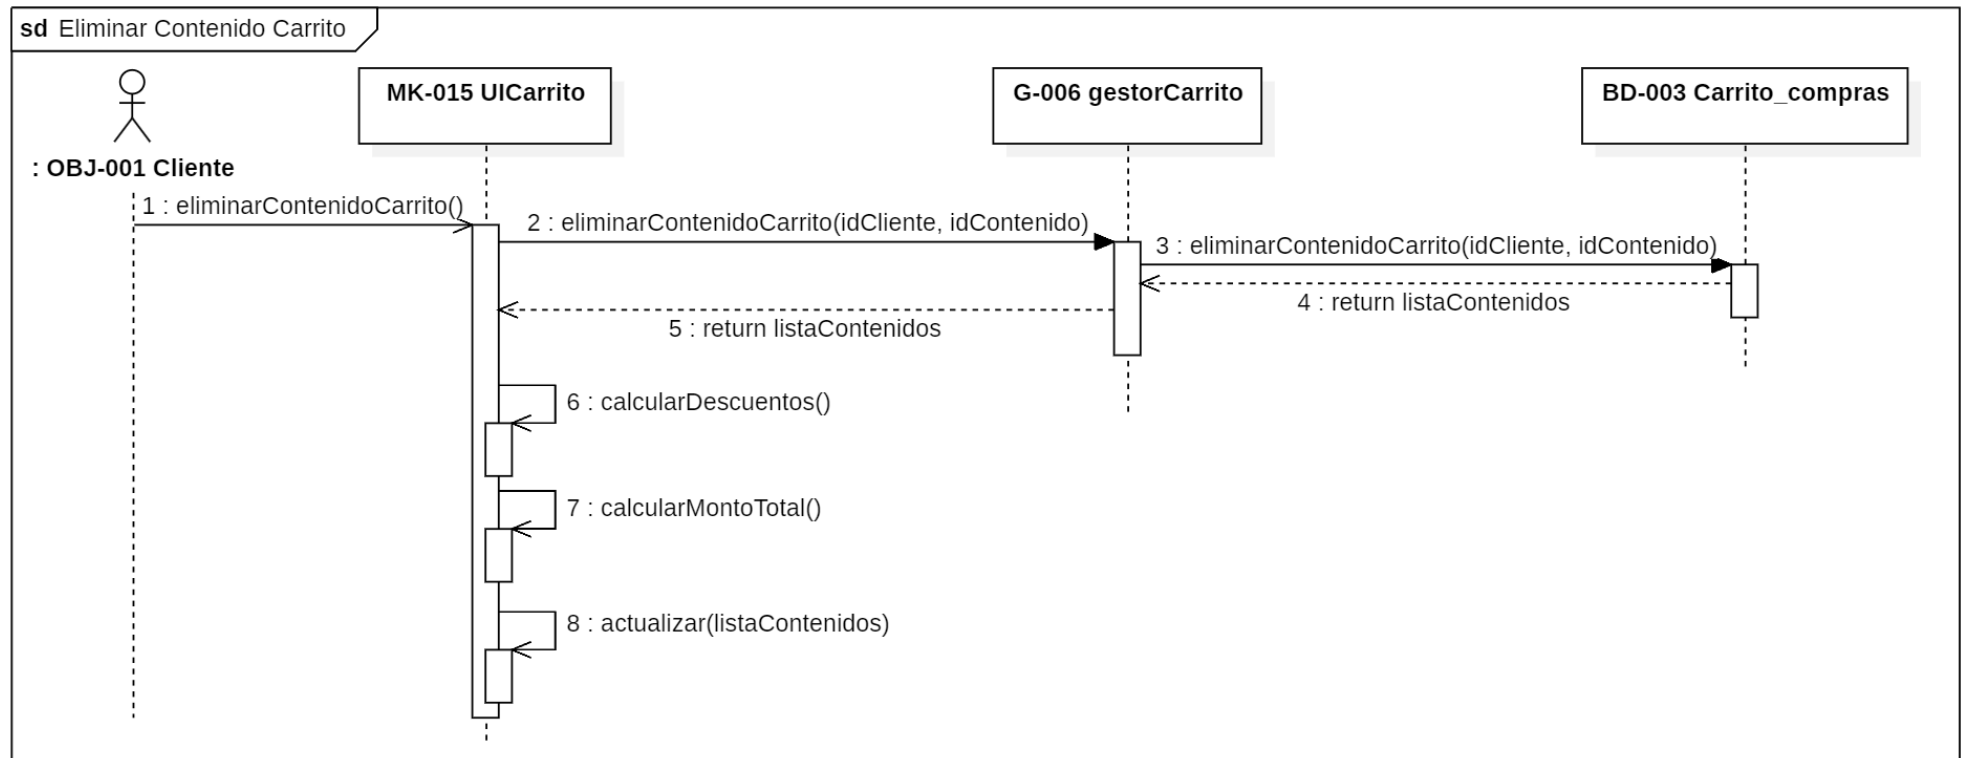 sd Eliminar Contenido Carrito
MK-015 UICarrito
G-006 gestorCarrito
BD-003 Carrito_compras
: OBJ-001 Cliente
1 : eliminarContenidoCarrito()
2 : eliminarContenidoCarrito(idCliente, idContenido)
3 : eliminarContenidoCarrito(idCliente, idContenido)
4 : return listaContenidos
5 : return listaContenidos
6 : calcularDescuentos()
7 : calcularMontoTotal()
8 : actualizar(listaContenidos)